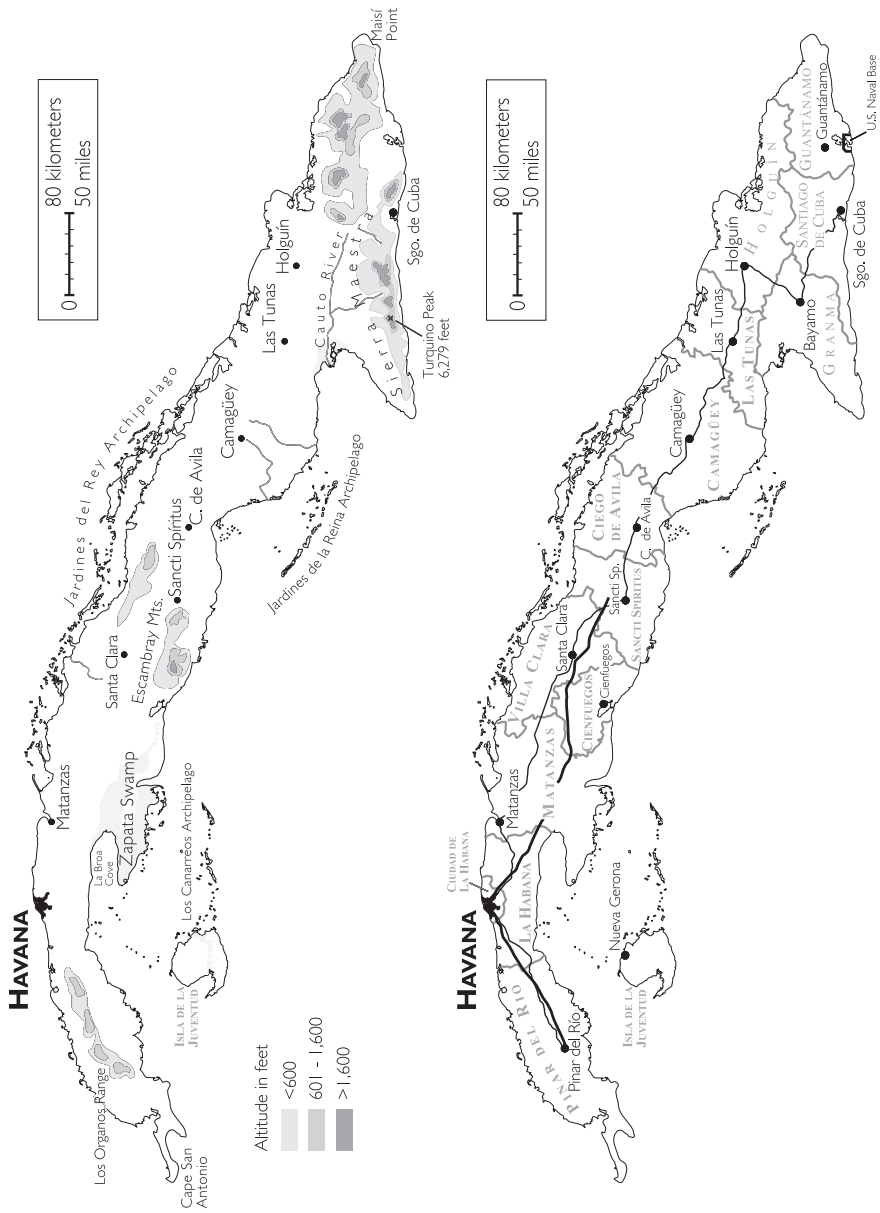 HAVANA
Matanzas
Jardines del Rey Archipelago
0 80 kilometers
50 miles
Los Organos Range
La Broa
Cove
Zapata Swamp
Santa Clara
Escambray Mts.
Sancti Spíritus
C. de Avila
Camagüey
Las Tunas
Holguín
Cauto River
Sierra Maestra
Maisí
Point
Cape San
Antonio
ISLA DE LA
JUVENTUD
Los Canarréos Archipelago
Jardines de la Reina Archipelago
Turquino Peak
6,279 feet
Sgo. de Cuba
Altitude in feet
<600
601 - 1,600
>1,600
HAVANA
CIUDAD DE
LA HABANA
Matanzas
0 80 kilometers
50 miles
PINAR DEL RIO
Pinar del Río
LA HABANA
MATANZAS
VILLA CLARA
Santa Clara
CIENFUEGOS
Cienfuegos
Sancti Sp.
SANCTI SPIRITUS
CIEGO
DE AVILA
C. de Avila
Camagüey
CAMAGÜEY
Las Tunas
LAS TUNAS
Holguín
HOLGUÍN
Bayamo
GRANMA
SANTIAGO
DE CUBA
Sgo. de Cuba
GUANTÁNAMO
Guantánamo
U.S. Naval Base
ISLA DE LA
JUVENTUD
Nueva Gerona